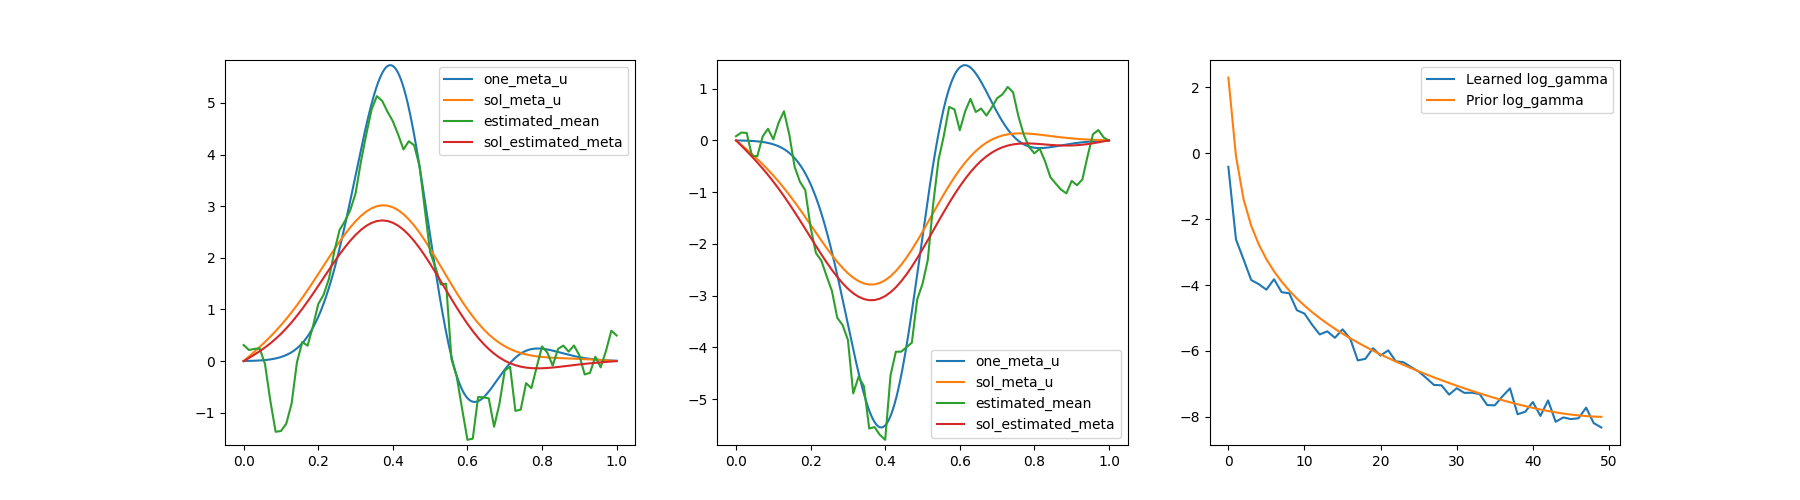 5
4
3
2
1
0
−1
0.0 0.2 0.4 0.6 0.8 1.0
one_meta_u
sol_meta_u
estimated_mean
sol_estimated_meta
1
0
−1
−2
−3
−4
−5
0.0 0.2 0.4 0.6 0.8 1.0
one_meta_u
sol_meta_u
estimated_mean
sol_estimated_meta
2
0
−2
−4
−6
−8
0 10 20 30 40 50
Learned log_gamma
Prior log_gamma